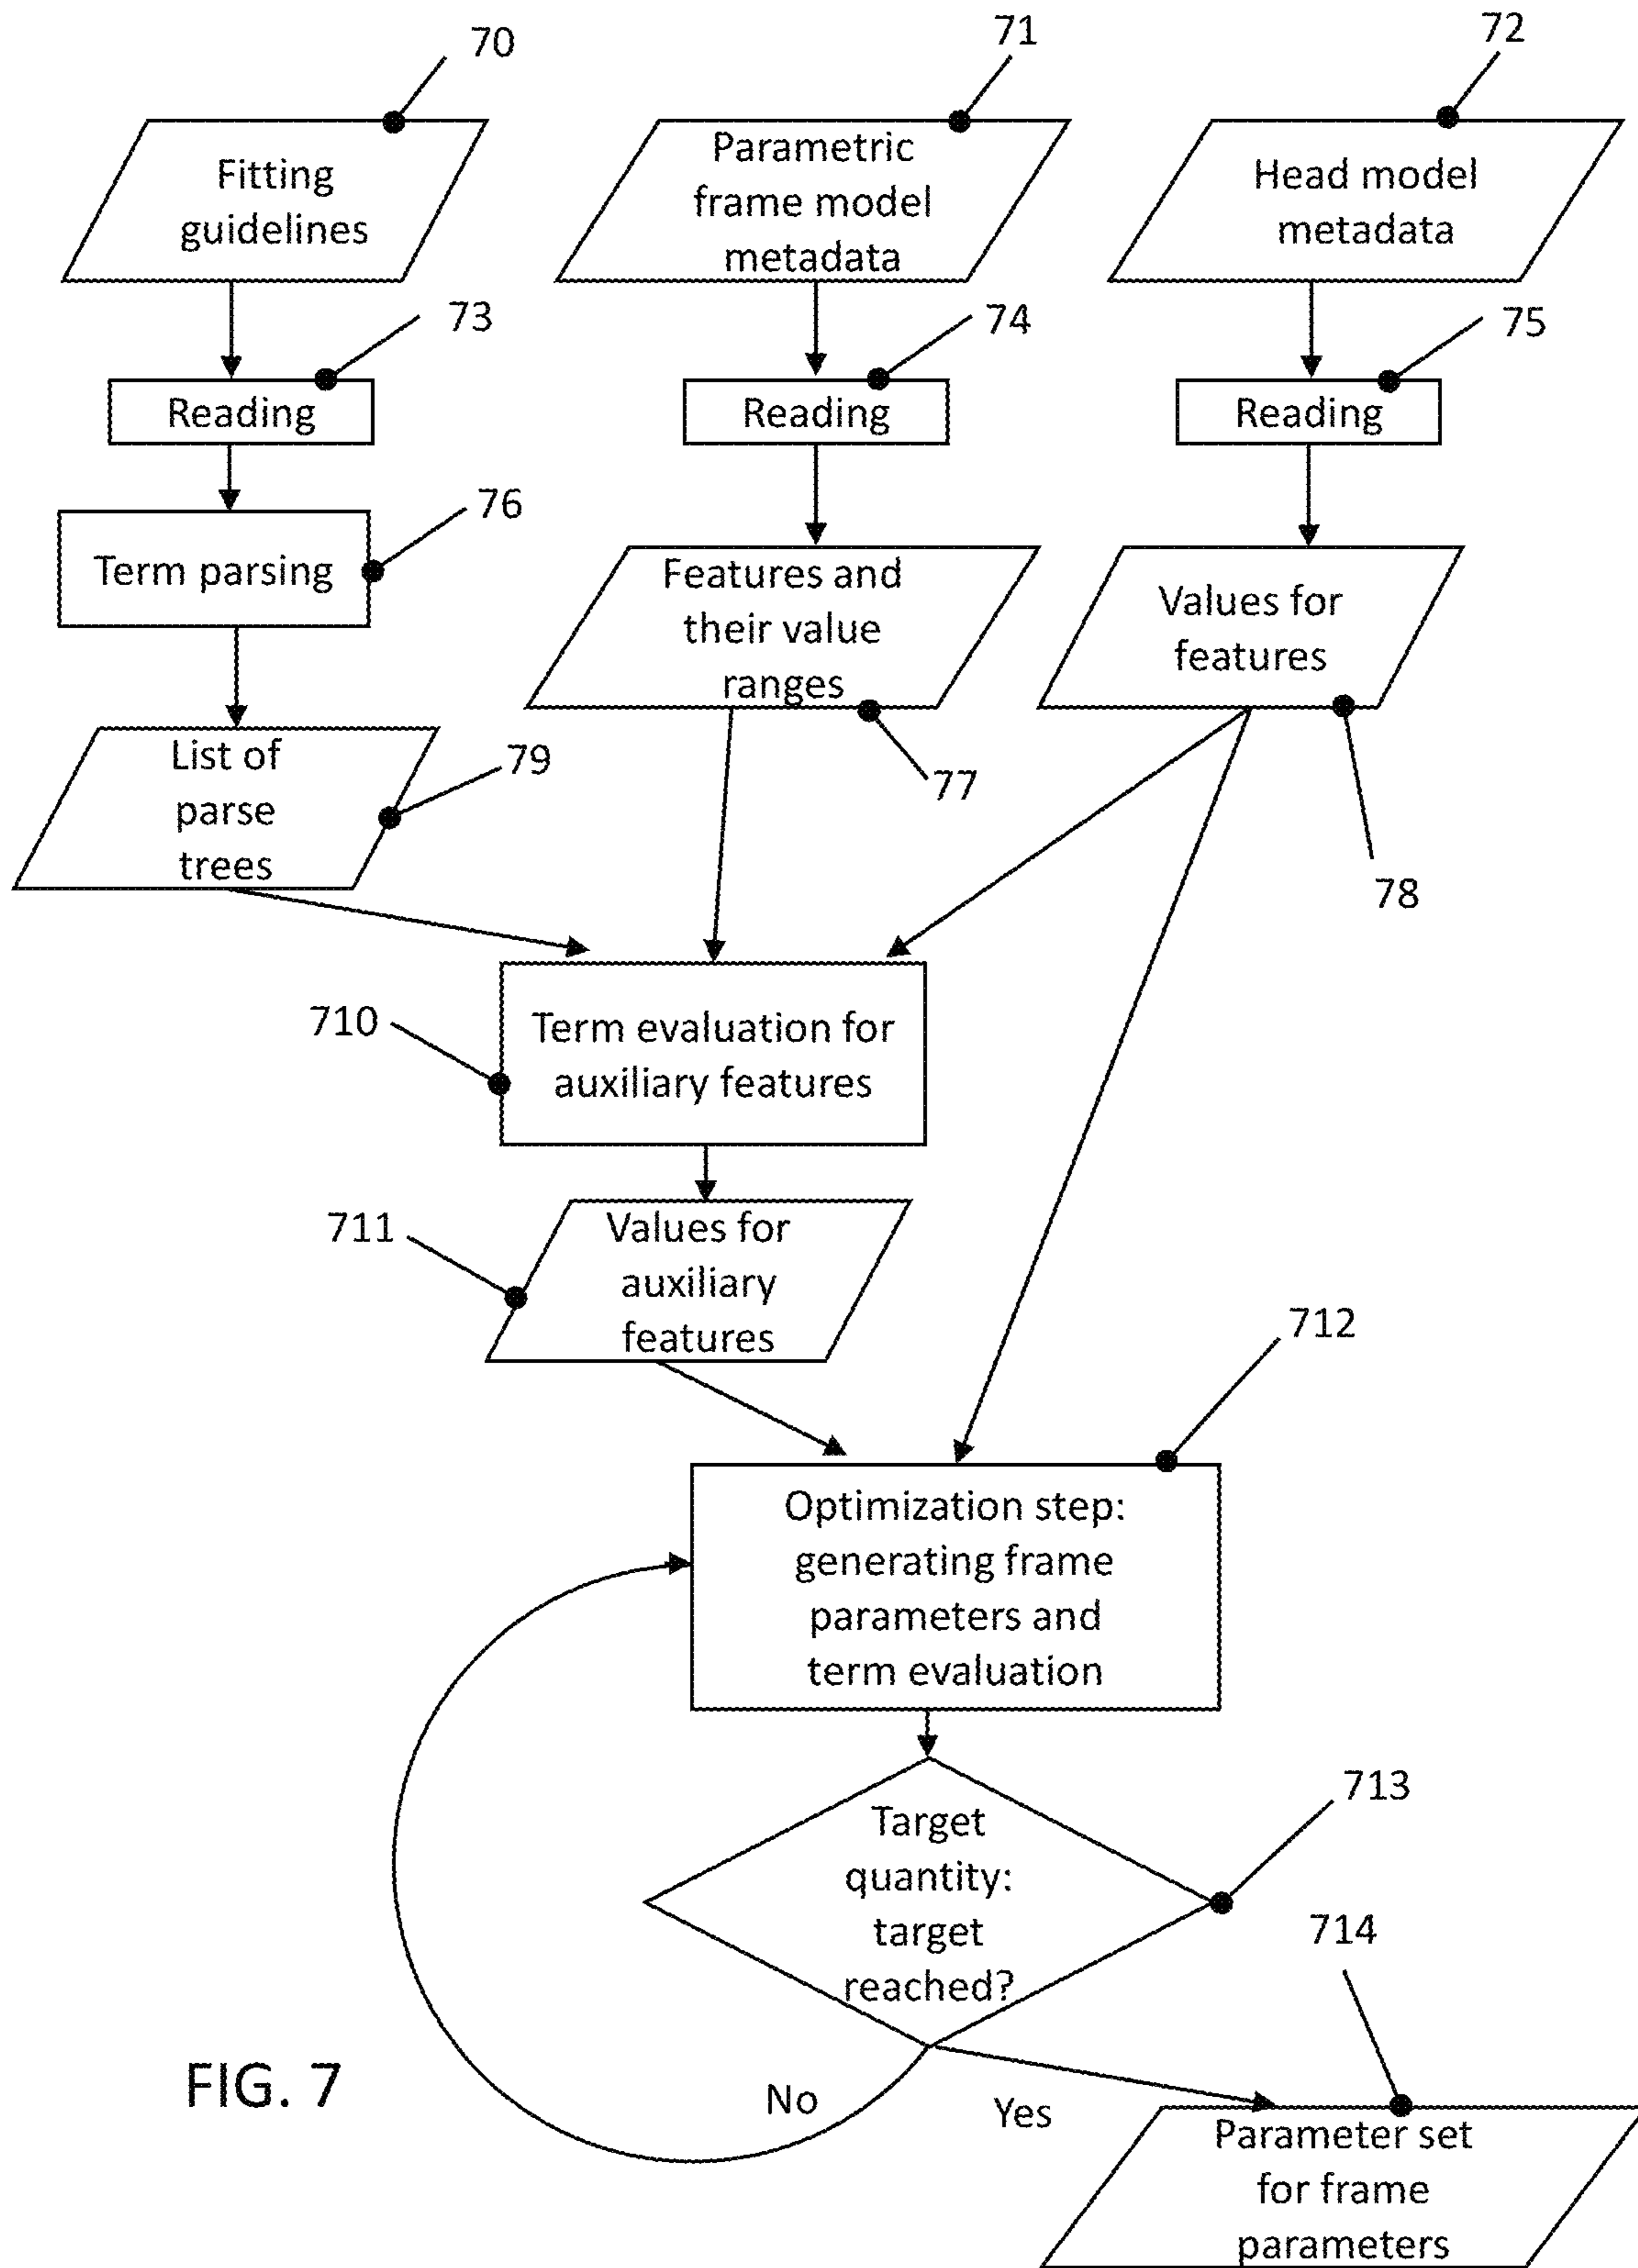 70
71
72
Fitting
guidelines
Parametric
frame model
metadata
Head model
metadata
73
74
75
Reading
Reading
Reading
76
Term parsing
Features and
their value
ranges
Values for
features
List of
parse
trees
79
77
78
710
Term evaluation for
auxiliary features
711
Values for
auxiliary
features
712
Optimization step:
generating frame
parameters and
term evaluation
713
Target
quantity:
target
reached?
714
FIG. 7
No
Yes
Parameter set
for frame
parameters